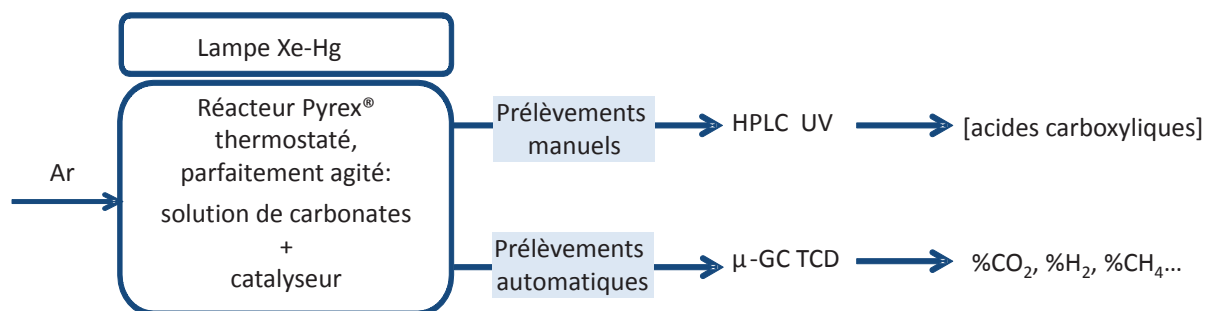 Lampe Xe-Hg
Réacteur Pyrex®
thermostaté,
parfaitement agité:
solution de carbonates
+
catalyseur
Ar
Prélèvements
manuels
HPLC UV
[acides carboxyliques]
Prélèvements
automatiques
µ-GC TCD
%CO₂, %H₂, %CH₄...